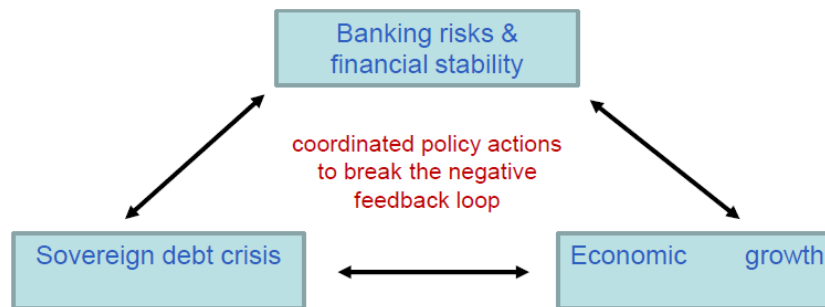 Banking risks &
financial stability
coordinated policy actions
to break the negative
feedback loop
Sovereign debt crisis
Economic growth